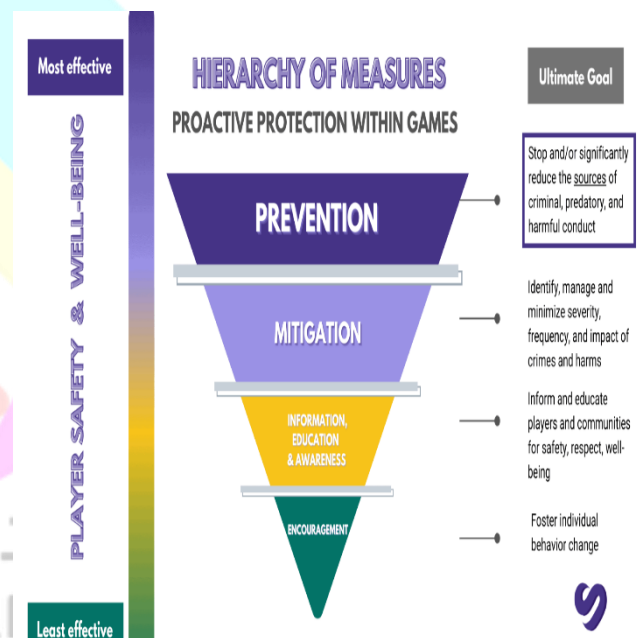 Most effective
HIERARCHY OF MEASURES
PROACTIVE PROTECTION WITHIN GAMES
Ultimate Goal
PLAYER SAFETY & WELL-BEING
PREVENTION
Stop and/or significantly
reduce the sources of
criminal, predatory, and
harmful conduct
MITIGATION
Identify, manage and
minimize severity,
frequency, and impact of
crimes and harms
INFORMATION,
EDUCATION
& AWARENESS
Inform and educate
players and communities
for safety, respect, well-
being
ENCOURAGEMENT
Foster individual
behavior change
Least effective